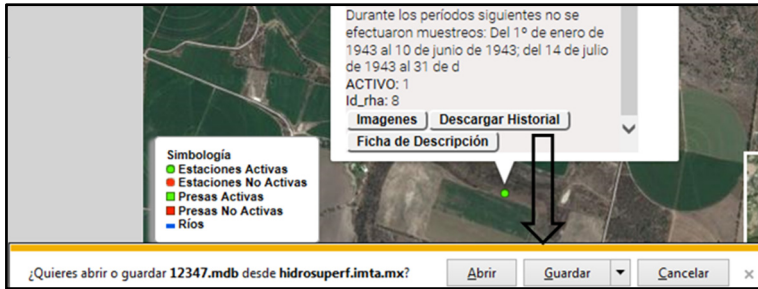 Durante los períodos siguientes no se
efectuaron muestreos: Del 1º de enero de
1943 al 10 de junio de 1943; del 14 de julio
de 1943 al 31 de d
ACTIVO: 1
Id_rha: 8
Imagenes Descargar Historial
Ficha de Descripción
Simbología
Estaciones Activas
Estaciones No Activas
Presas Activas
Presas No Activas
Ríos
¿Quieres abrir o guardar 12347.mdb desde hidrosuperf.imta.mx? Abrir Guardar Cancelar